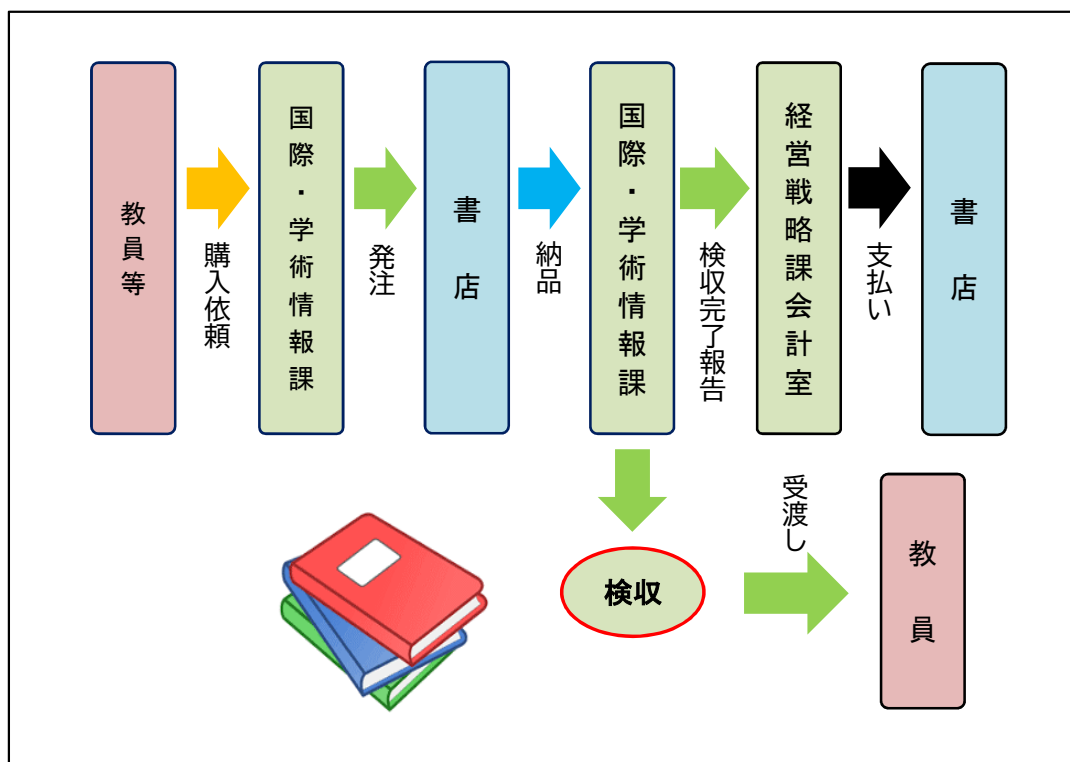 教員等
購入依頼
国際・学術情報課
発注
書店
納品
国際・学術情報課
検収完了報告
経営戦略課会計室
支払い
書店
検収
受渡し
教員